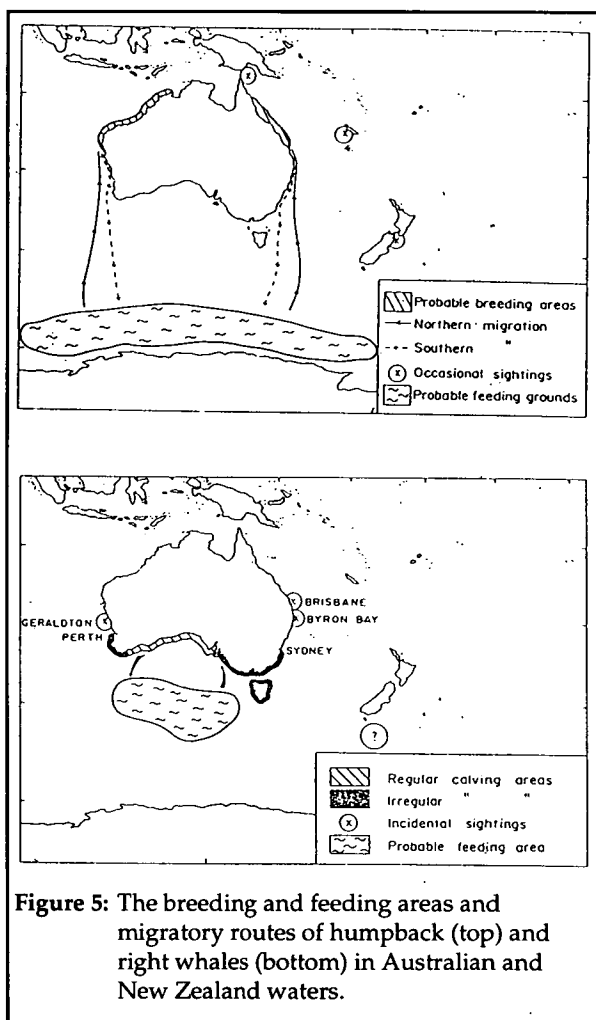 Probable breeding areas
Northern migration
Southern "
x Occasional sightings
Probable feeding grounds
GERALDTON
PERTH
BRISBANE
BYRON BAY
SYDNEY
?
Regular calving areas
Irregular " "
x Incidental sightings
Probable feeding area
Figure 5: The breeding and feeding areas and
migratory routes of humpback (top) and
right whales (bottom) in Australian and
New Zealand waters.